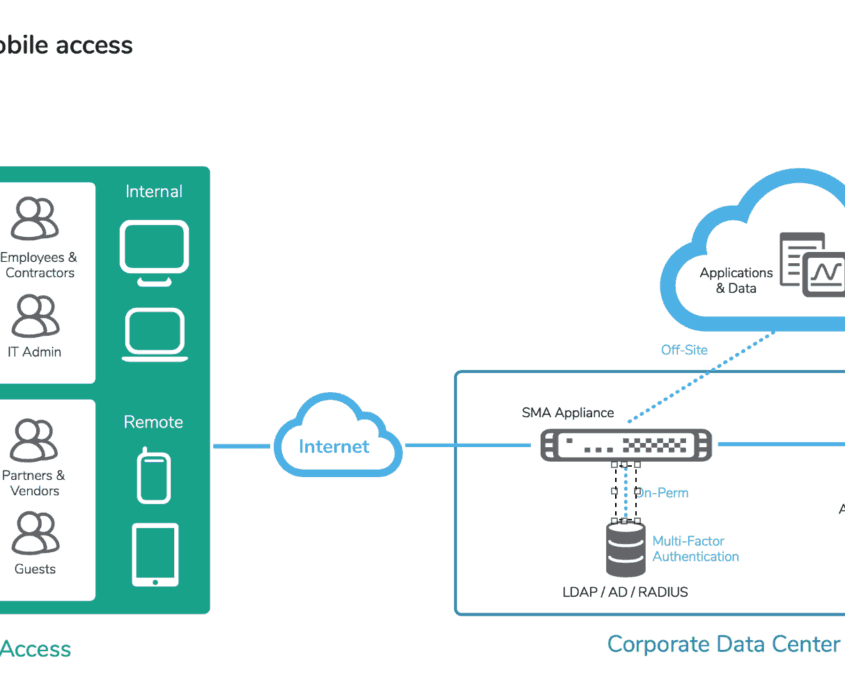 obile access
Internal
Employees &
Contractors
IT Admin
Remote
Partners &
Vendors
Guests
Access
Internet
Applications
& Data
Off-Site
SMA Appliance
On-Perm
A
Multi-Factor
Authentication
LDAP / AD / RADIUS
Corporate Data Center